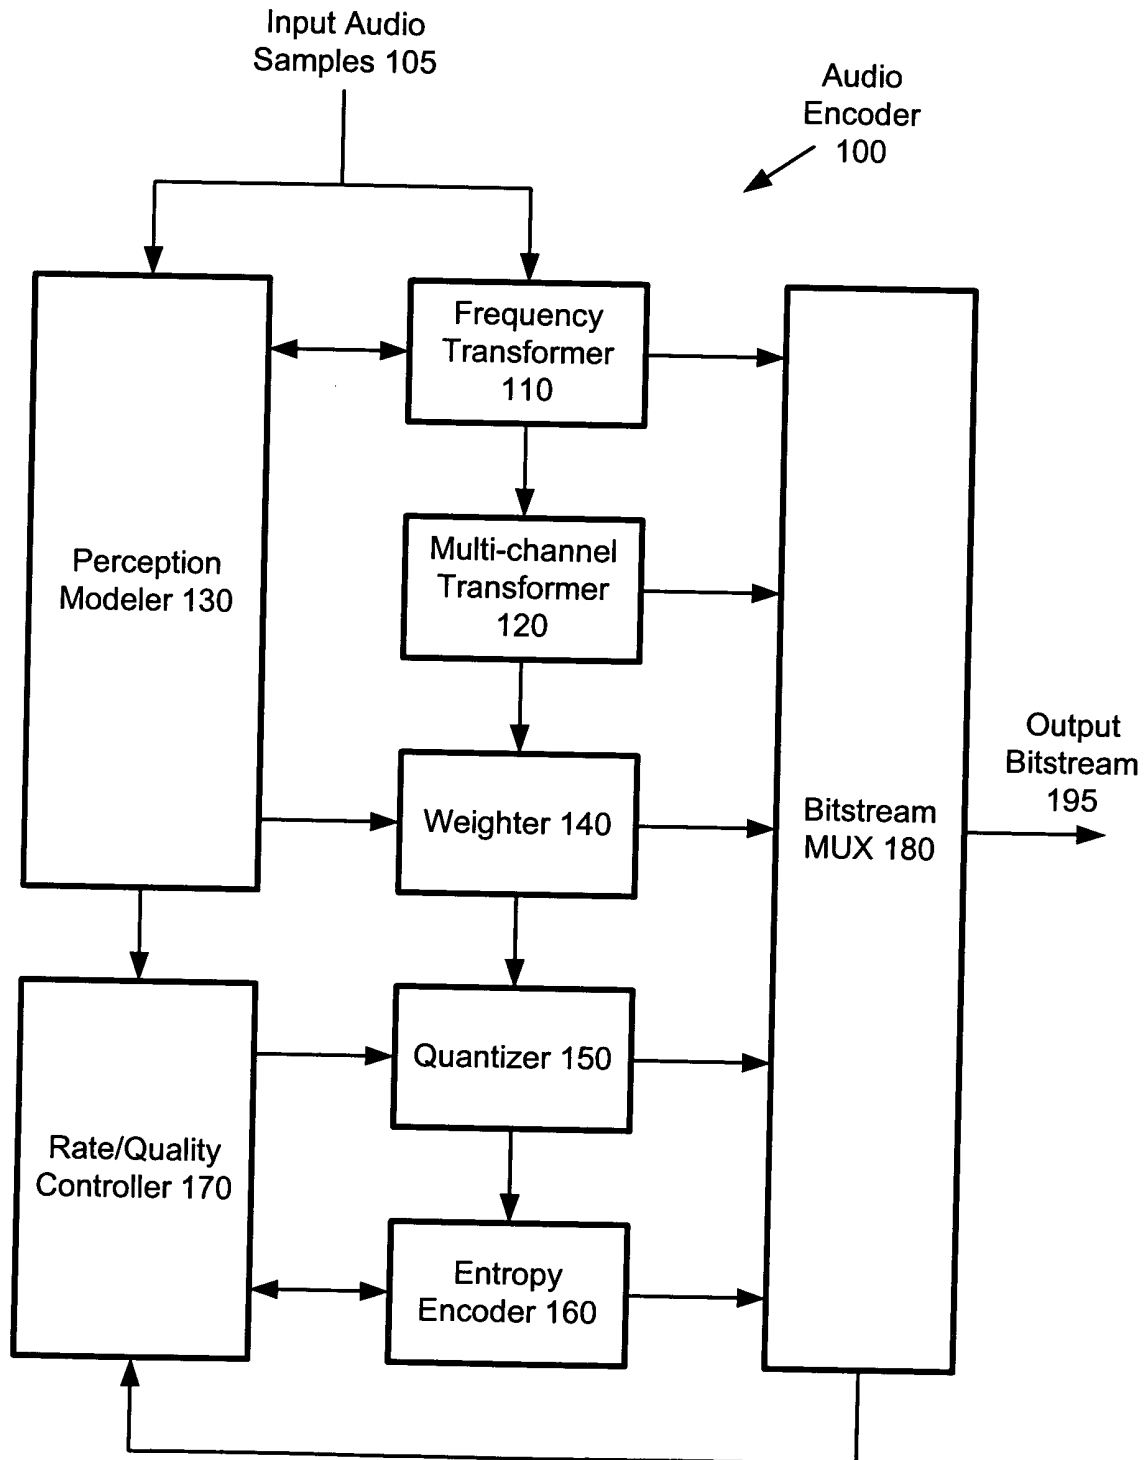 Input Audio
Samples 105
Audio
Encoder
100
Frequency
Transformer
110
Multi-channel
Transformer
120
Perception
Modeler 130
Output
Bitstream
195
Weighter 140
Bitstream
MUX 180
Quantizer 150
Rate/Quality
Controller 170
Entropy
Encoder 160